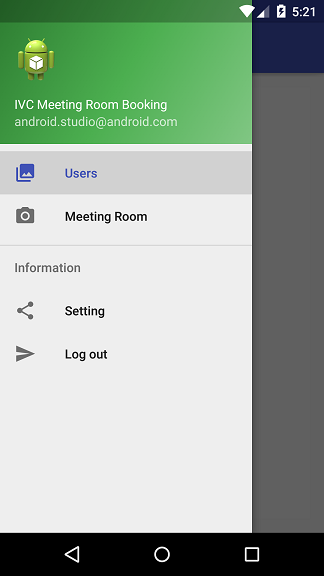 5:21
IVC Meeting Room Booking
android.studio@android.com
Users
Meeting Room
Information
Setting
Log out